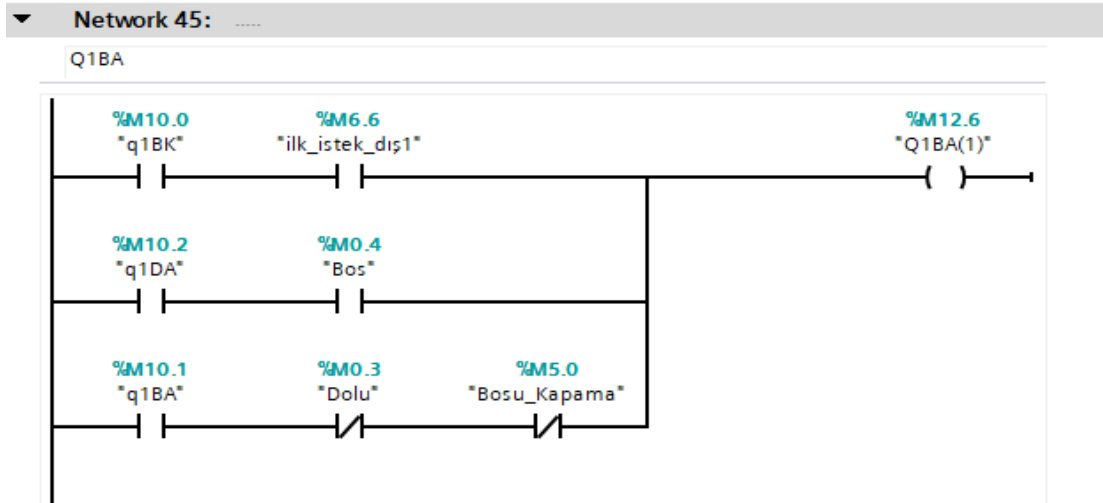 Network 45: .....
Q1BA
%M10.0 %M6.6 %M12.6
"q1BK" "ilk_istek_dış1" "Q1BA(1)"
%M10.2 %M0.4
"q1DA" "Bos"
%M10.1 %M0.3 %M5.0
"q1BA" "Dolu" "Bosu_Kapama"